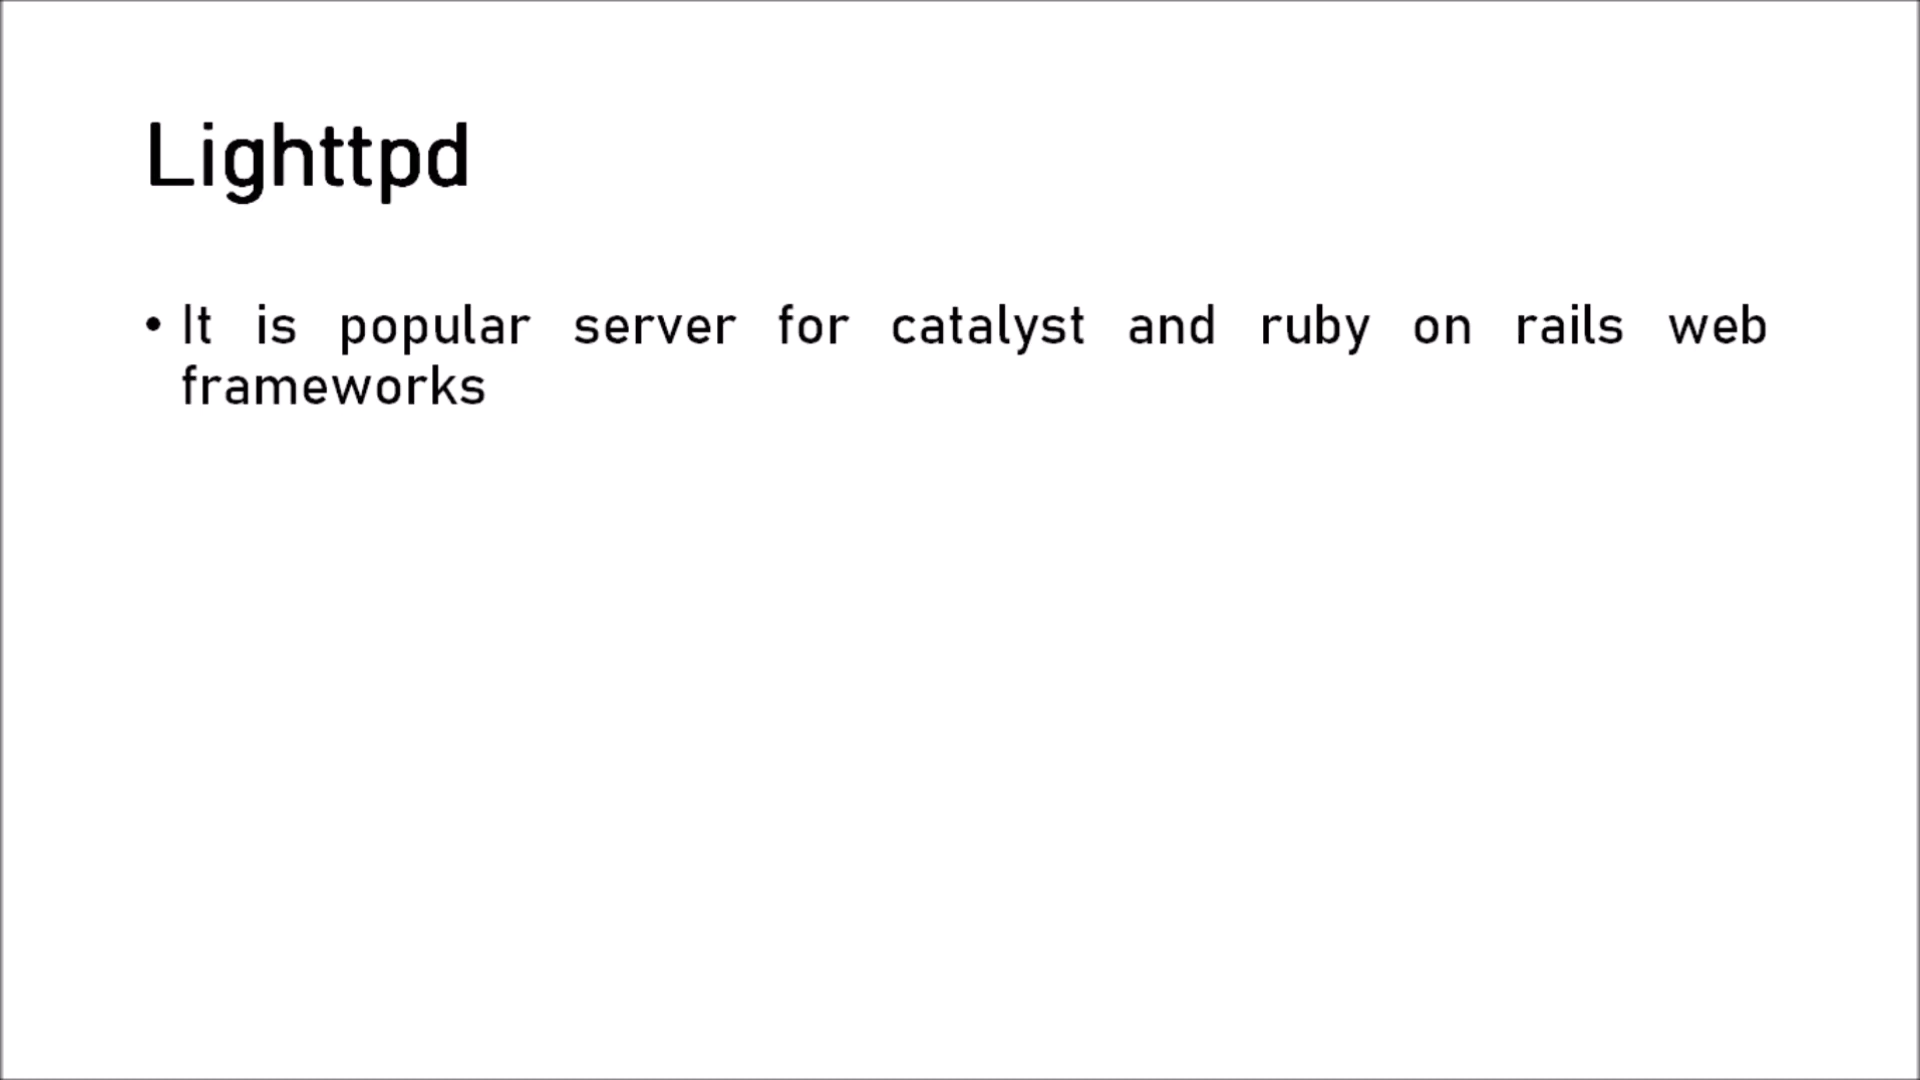 Lighttpd
• It is popular server for catalyst and ruby on rails web
frameworks